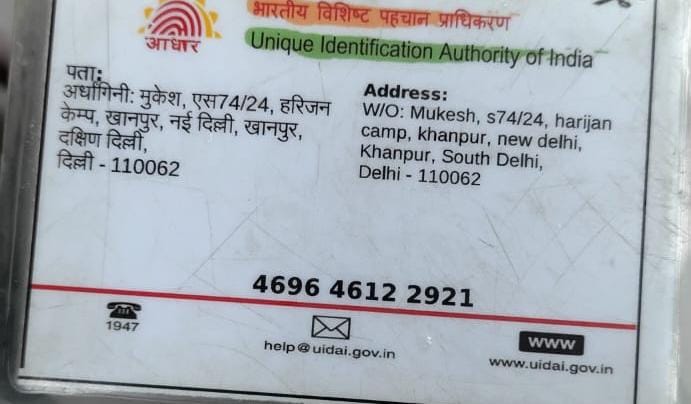 भारतीय विशिष्ट पहचान प्राधिकरण
आधार
Unique Identification Authority of India
पता:
अर्धांगिनी: मुकेश, एस74/24, हरिजन
केम्प, खानपुर, नई दिल्ली, खानपुर,
दक्षिण दिल्ली,
दिल्ली - 110062
Address:
W/O: Mukesh, s74/24, harijan
camp, khanpur, new delhi,
Khanpur, South Delhi,
Delhi - 110062
4696 4612 2921
1947
help@uidai.gov.in
www
www.uidai.gov.in